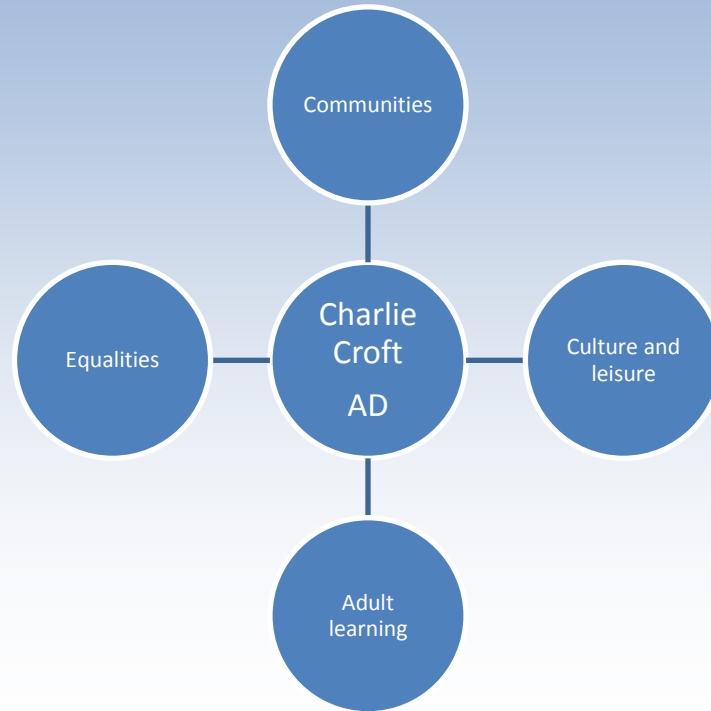 Communities
Equalities
Charlie
Croft
AD
Culture and
leisure
Adult
learning